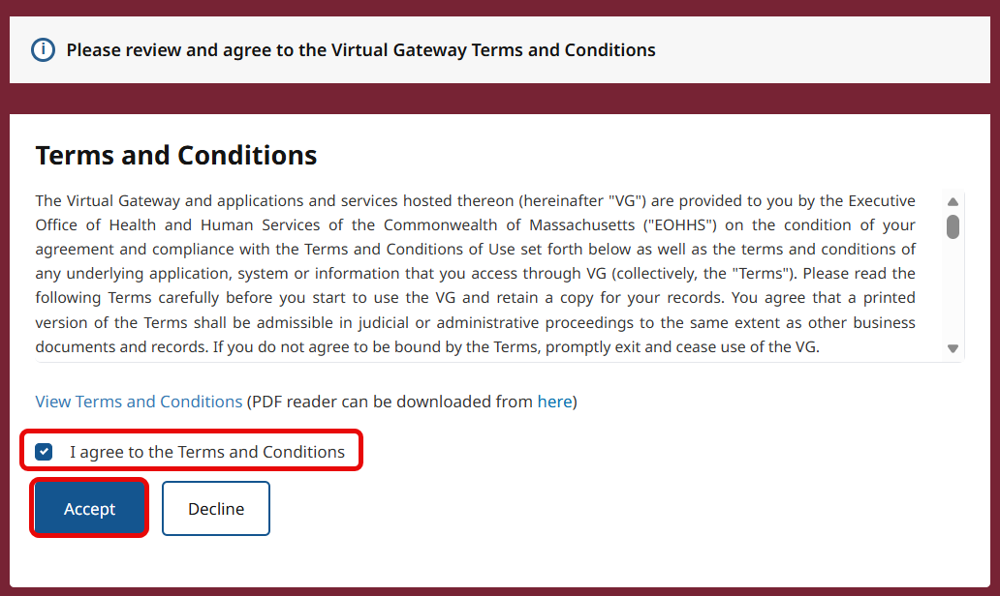 Please review and agree to the Virtual Gateway Terms and Conditions
Terms and Conditions
The Virtual Gateway and applications and services hosted thereon (hereinafter "VG") are provided to you by the Executive
Office of Health and Human Services of the Commonwealth of Massachusetts ("EOHHS") on the condition of your
agreement and compliance with the Terms and Conditions of Use set forth below as well as the terms and conditions of
any underlying application, system or information that you access through VG (collectively, the "Terms"). Please read the
following Terms carefully before you start to use the VG and retain a copy for your records. You agree that a printed
version of the Terms shall be admissible in judicial or administrative proceedings to the same extent as other business
documents and records. If you do not agree to be bound by the Terms, promptly exit and cease use of the VG.
View Terms and Conditions (PDF reader can be downloaded from here)
I agree to the Terms and Conditions
Accept Decline